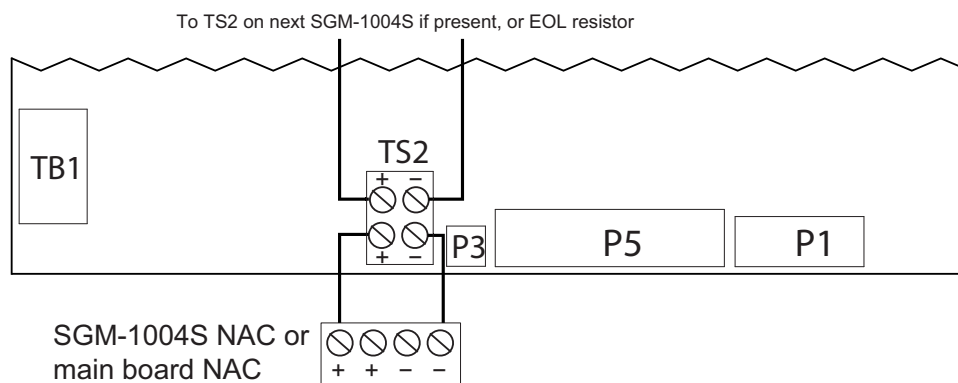 To TS2 on next SGM-1004S if present, or EOL resistor
TB1
TS2
+ −
+ −
P3
P5
P1
SGM-1004S NAC or
main board NAC
+ + − −